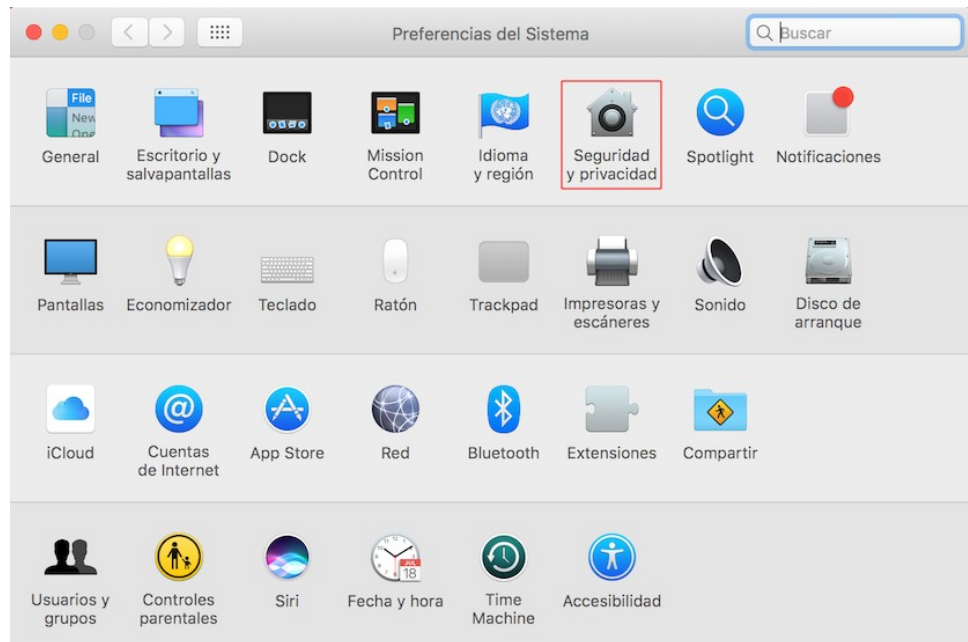 Preferencias del Sistema
Buscar
File
New
Ope
General
Escritorio y
salvapantallas
Dock
Mission
Control
Idioma
y región
Seguridad
y privacidad
Spotlight
Notificaciones
Pantallas
Economizador
Teclado
Ratón
Trackpad
Impresoras y
escáneres
Sonido
Disco de
arranque
iCloud
@
Cuentas
de Internet
App Store
Red
Bluetooth
Extensiones
Compartir
Usuarios y
grupos
Controles
parentales
Siri
JUL
18
Fecha y hora
Time
Machine
Accesibilidad